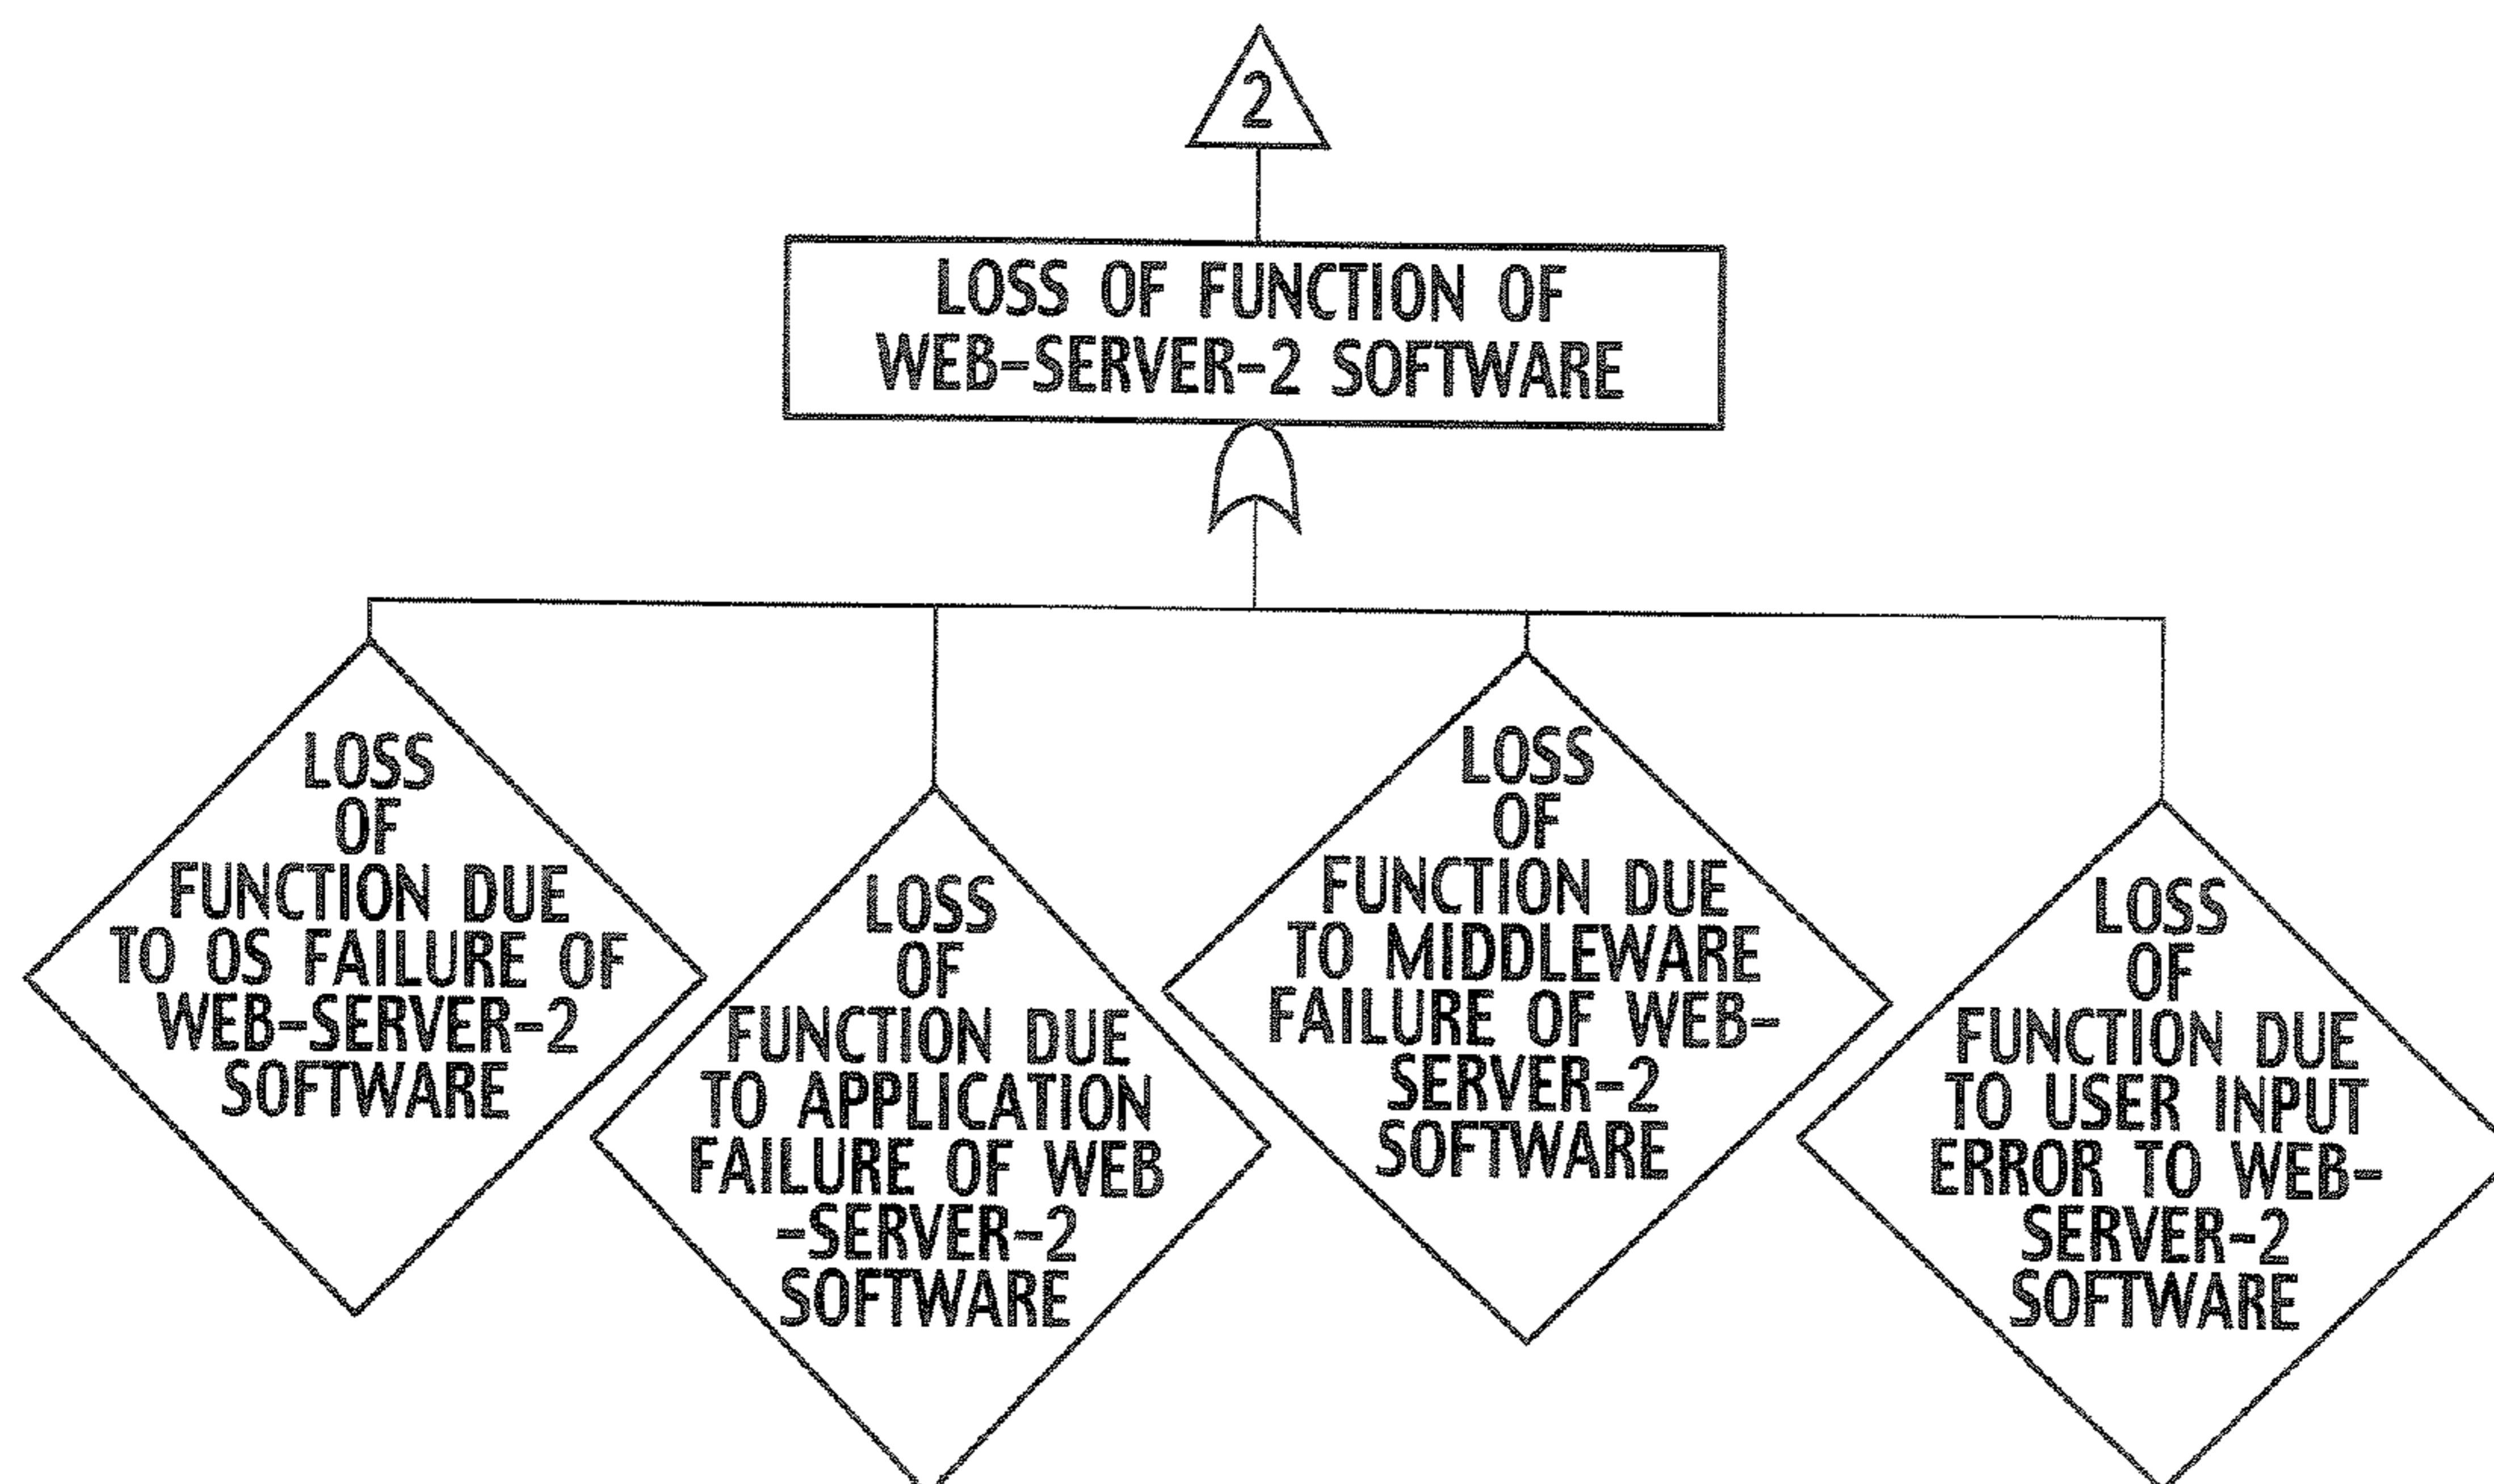 2
LOSS OF FUNCTION OF
WEB-SERVER-2 SOFTWARE
LOSS
OF
FUNCTION DUE
TO OS FAILURE OF
WEB-SERVER-2
SOFTWARE
LOSS
OF
FUNCTION DUE
TO APPLICATION
FAILURE OF WEB
-SERVER-2
SOFTWARE
LOSS
OF
FUNCTION DUE
TO MIDDLEWARE
FAILURE OF WEB-
SERVER-2
SOFTWARE
LOSS
OF
FUNCTION DUE
TO USER INPUT
ERROR TO WEB-
SERVER-2
SOFTWARE